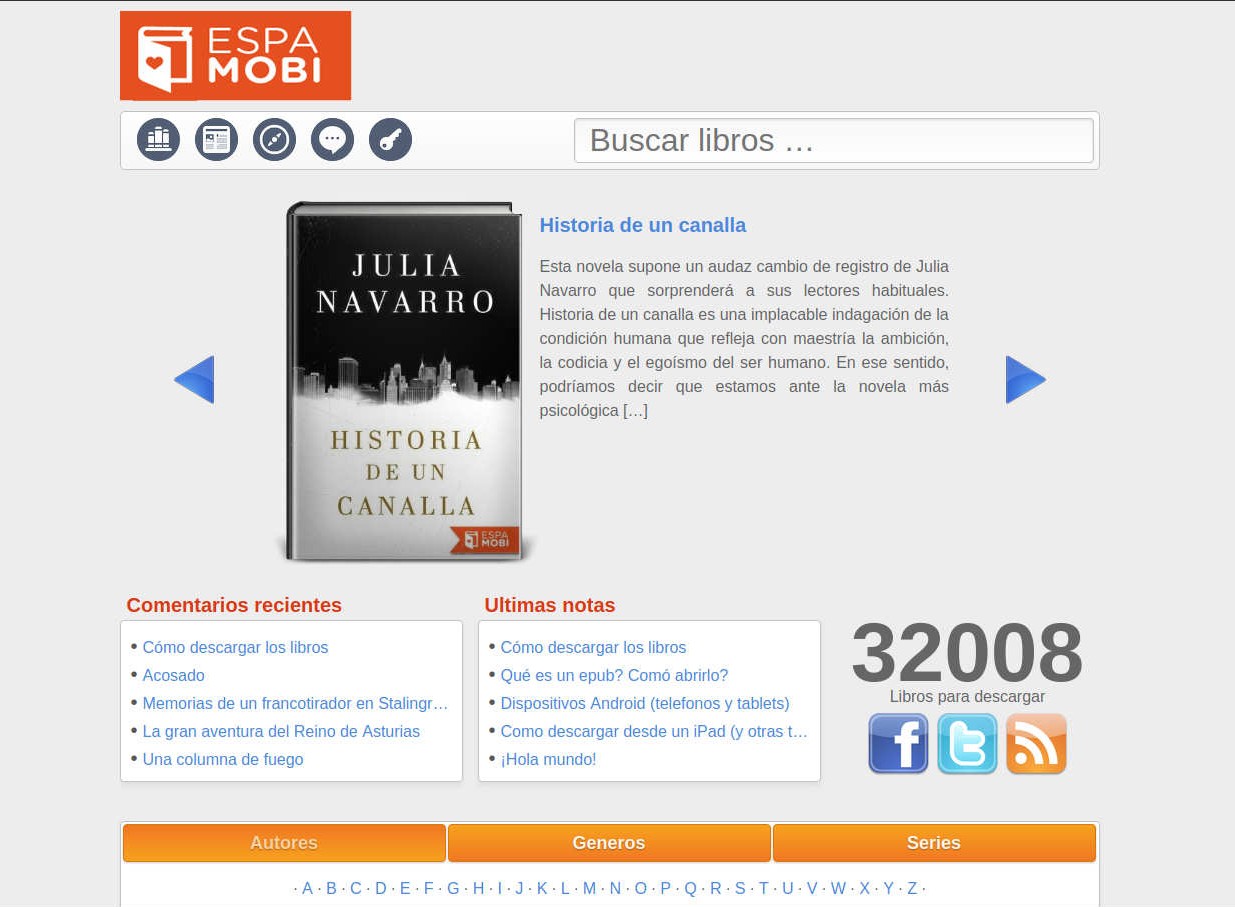 ESPA
MOBI
Buscar libros …
JULIA
NAVARRO
HISTORIA
DE UN
CANALLA
ESPA
MOBI
Historia de un canalla
Esta novela supone un audaz cambio de registro de Julia
Navarro que sorprenderá a sus lectores habituales.
Historia de un canalla es una implacable indagación de la
condición humana que refleja con maestría la ambición,
la codicia y el egoísmo del ser humano. En ese sentido,
podríamos decir que estamos ante la novela más
psicológica […]
Comentarios recientes
• Cómo descargar los libros
• Acosado
• Memorias de un francotirador en Stalingr…
• La gran aventura del Reino de Asturias
• Una columna de fuego
Ultimas notas
• Cómo descargar los libros
• Qué es un epub? Comó abrirlo?
• Dispositivos Android (telefonos y tablets)
• Como descargar desde un iPad (y otras t…
• ¡Hola mundo!
32008
Libros para descargar
Autores
Generos
Series
· A · B · C · D · E · F · G · H · I · J · K · L · M · N · O · P · Q · R · S · T · U · V · W · X · Y · Z ·